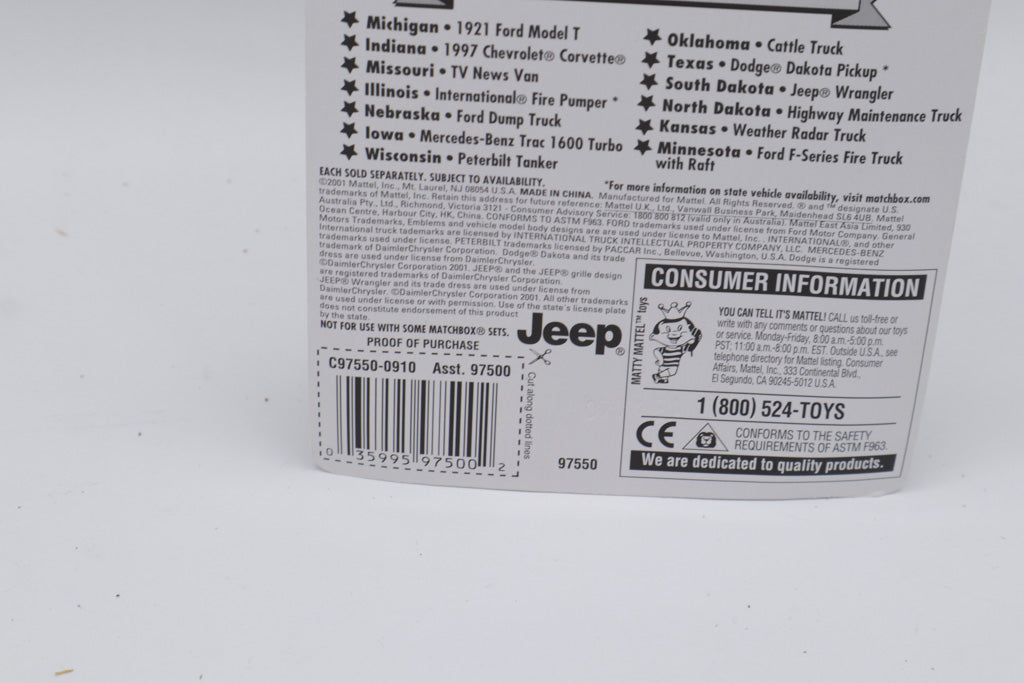 ★ Michigan • 1921 Ford Model T
★ Indiana • 1997 Chevrolet® Corvette®
★ Missouri • TV News Van
★ Illinois • International® Fire Pumper *
★ Nebraska • Ford Dump Truck
★ Iowa • Mercedes-Benz Trac 1600 Turbo
★ Wisconsin • Peterbilt Tanker
★ Oklahoma • Cattle Truck
★ Texas • Dodge® Dakota Pickup *
★ South Dakota • Jeep® Wrangler
★ North Dakota • Highway Maintenance Truck
★ Kansas • Weather Radar Truck
★ Minnesota • Ford F-Series Fire Truck
with Raft
EACH SOLD SEPARATELY. SUBJECT TO AVAILABILITY.
*For more information on state vehicle availability, visit matchbox.com
©2001 Mattel, Inc., Mt. Laurel, NJ 08054 U.S.A. MADE IN CHINA. Manufactured for Mattel. All Rights Reserved. ® and ™ designate U.S.
trademarks of Mattel, Inc. Retain this address for future reference: Mattel U.K., Ltd., Vanwall Business Park, Maidenhead SL6 4UB. Mattel
Australia Pty., Ltd., Richmond, Victoria 3121 - Consumer Advisory Service: 1800 800 812 (valid only in Australia). Mattel East Asia Limited, 930
Ocean Centre, Harbour City, HK, China. CONFORMS TO ASTM F963. FORD trademarks used under license from Ford Motor Company. General
Motors Trademarks, Emblems and vehicle model body designs are used under license to Mattel, Inc. . INTERNATIONAL®, and other
International truck tademarks are licensed by INTERNATIONAL TRUCK INTELLECTUAL PROPERTY COMPANY, LLC. MERCEDES-BENZ
trademarks used under license. PETERBILT trademarks licensed by PACCAR Inc., Bellevue, Washington, U.S.A. Dodge is a registered
trademark of DaimlerChrysler Corporation. Dodge® Dakota and its trade
dress are used under license from DaimlerChrysler.
©DaimlerChrysler Corporation 2001. JEEP® and the JEEP® grille design
are registered trademarks of DaimlerChrysler Corporation.
JEEP® Wrangler and its trade dress are used under license from
DaimlerChrysler. ©DaimlerChrysler Corporation 2001. All other trademarks
are used under license or with permission. Use of the state's license plate
does not constitute endorsement of this product
by the state.
NOT FOR USE WITH SOME MATCHBOX® SETS.
PROOF OF PURCHASE
C97550-0910 Asst. 97500
0 35995 97500 2
Cut along dotted lines
Jeep®
97550
CONSUMER INFORMATION
MATTY MATTEL™ toys
YOU CAN TELL IT'S MATTEL! CALL us toll-free or
write with any comments or questions about our toys
or service. Monday-Friday, 8:00 a.m.-5:00 p.m.
PST; 11:00 a.m.-8:00 p.m. EST. Outside U.S.A., see
telephone directory for Mattel listing. Consumer
Affairs, Mattel, Inc., 333 Continental Blvd.,
El Segundo, CA 90245-5012 U.S.A.
1 (800) 524-TOYS
CE
CONFORMS TO THE SAFETY
REQUIREMENTS OF ASTM F963.
We are dedicated to quality products.